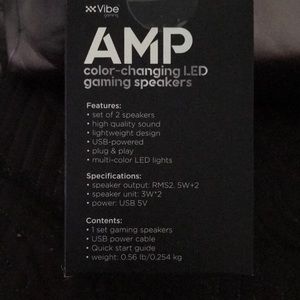 Vibe
gaming
AMP
color-changing LED
gaming speakers
Features:
• set of 2 speakers
• high quality sound
• lightweight design
• USB-powered
• plug & play
• multi-color LED lights
Specifications:
• speaker output: RMS2. 5W+2
• speaker unit: 3W*2
• power: USB 5V
Contents:
• 1 set gaming speakers
• USB power cable
• Quick start guide
• weight: 0.56 lb/0.254 kg